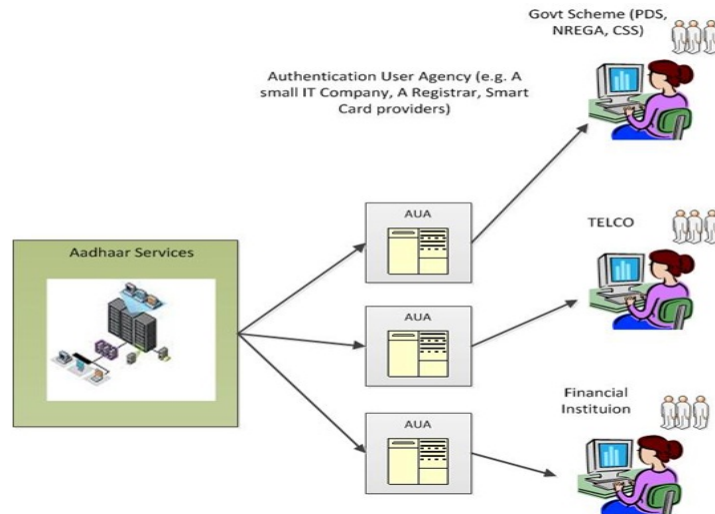 Govt Scheme (PDS,
NREGA, CSS)
Authentication User Agency (e.g. A
small IT Company, A Registrar, Smart
Card providers)
AUA
TELCO
Aadhaar Services
AUA
Financial
Instituion
AUA